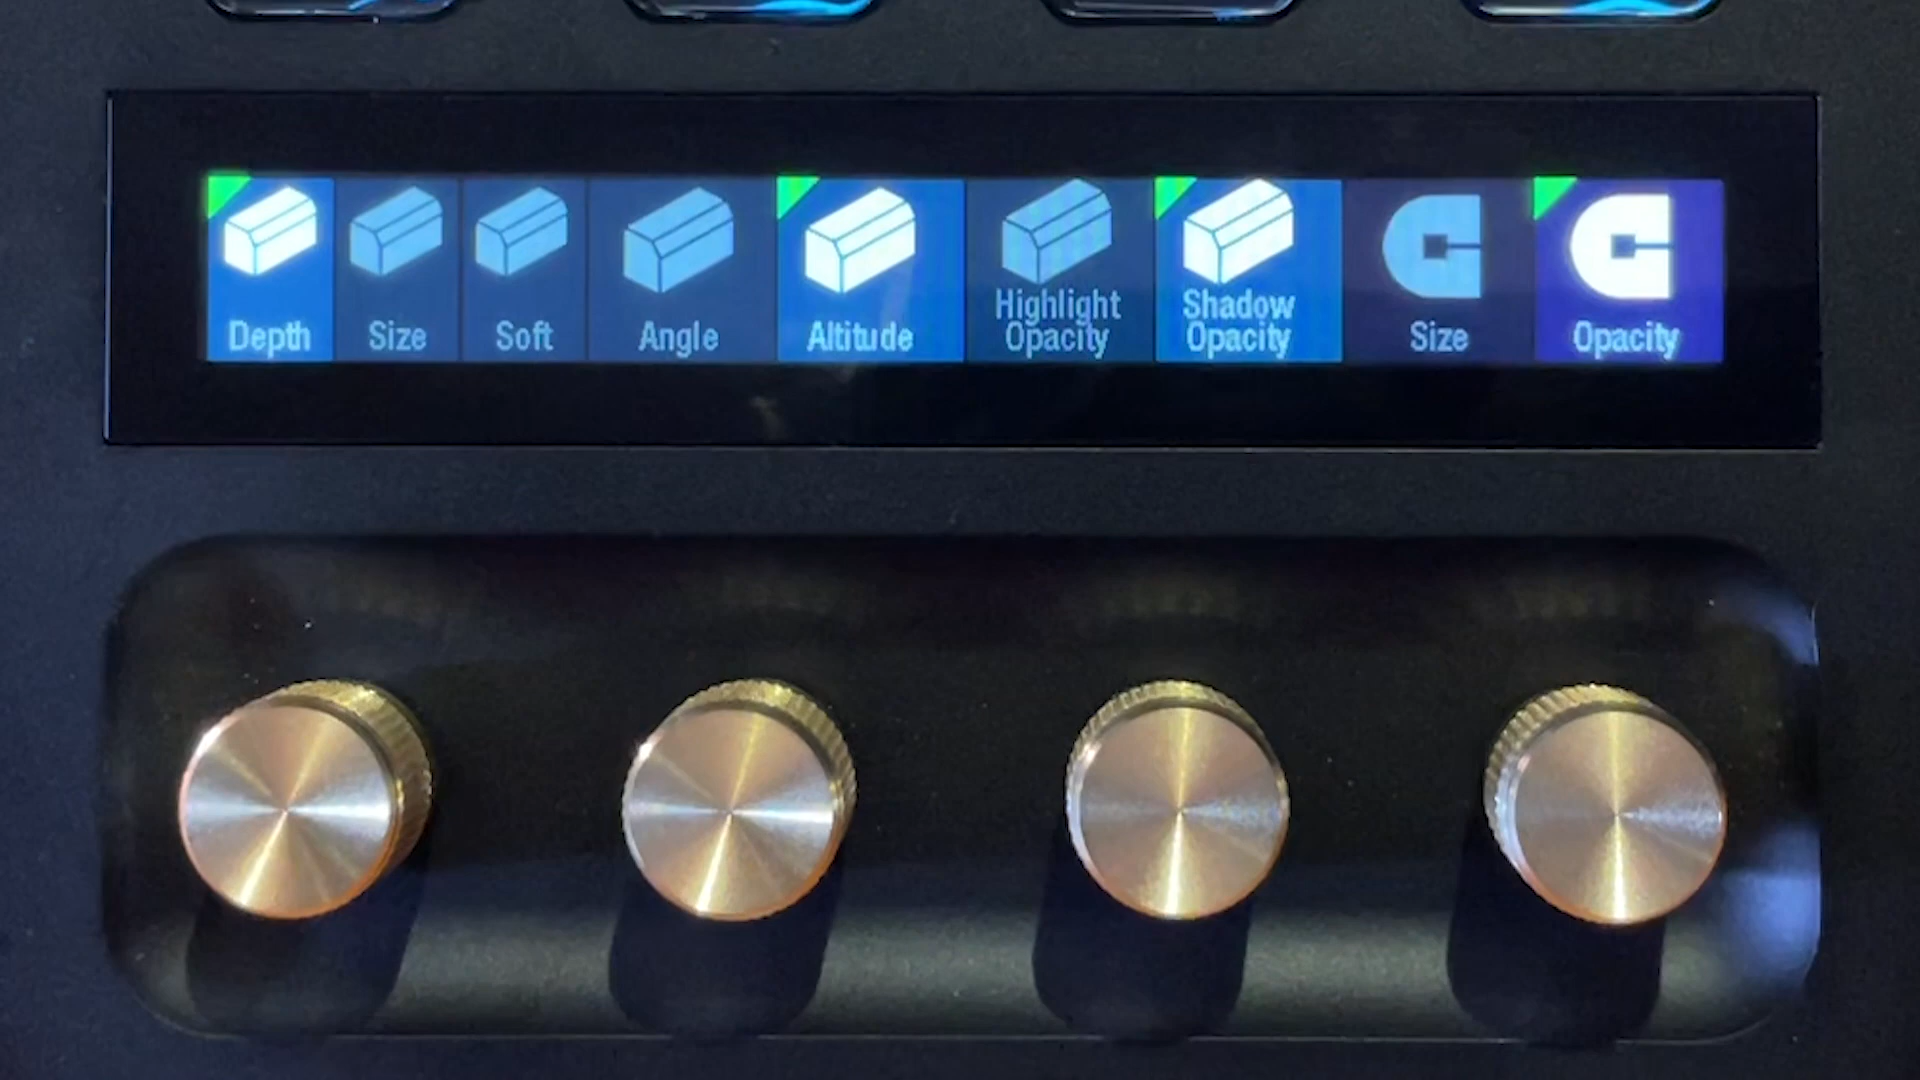 Depth
Size
Soft
Angle
Altitude
Highlight
Opacity
Shadow
Opacity
Size
Opacity